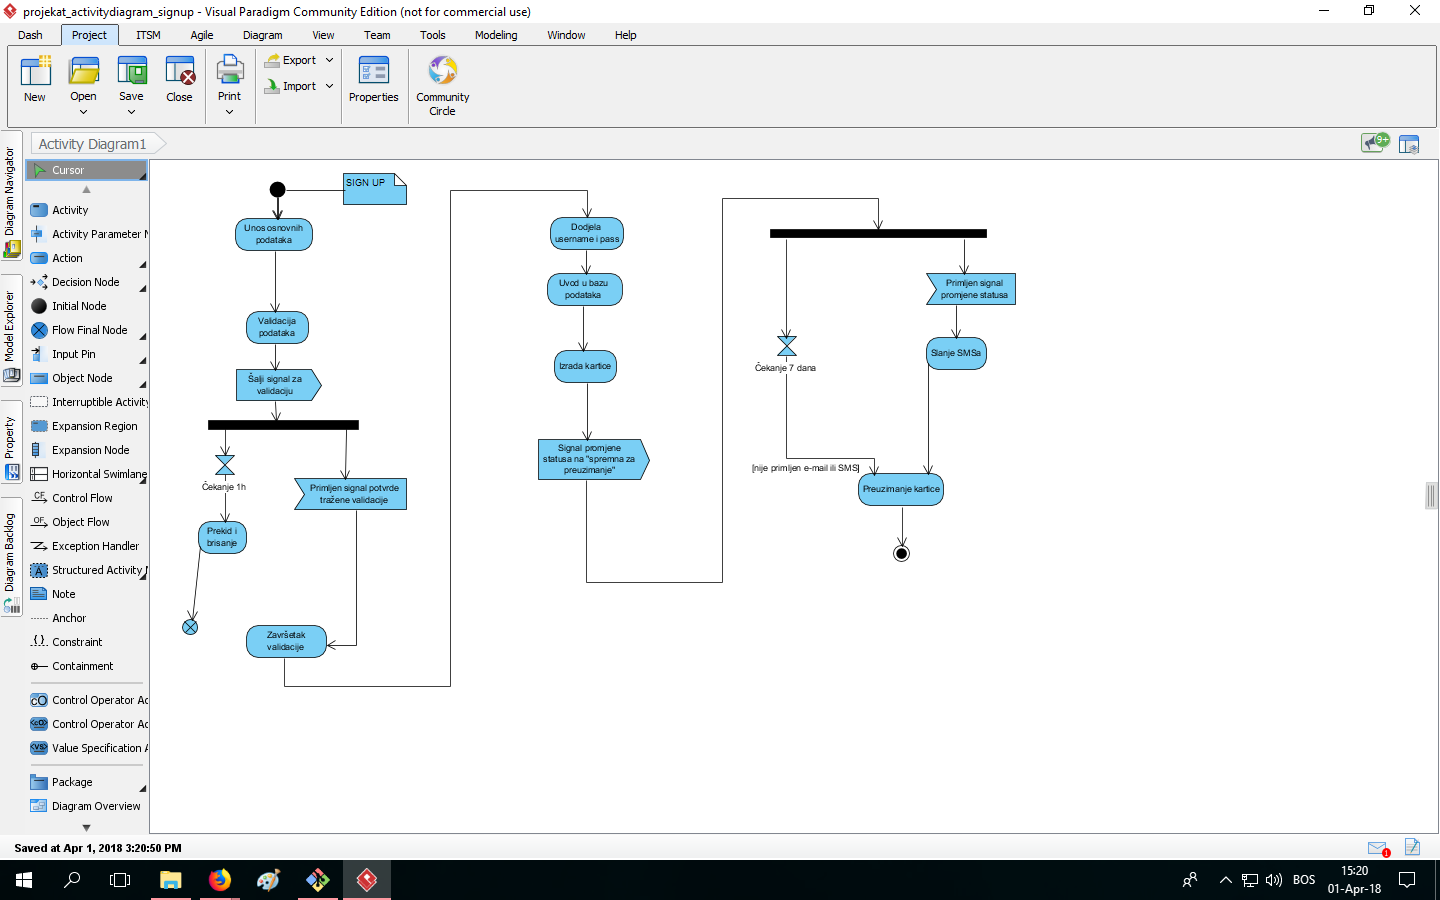 projekat_activitydiagram_signup - Visual Paradigm Community Edition (not for commercial use)
Dash
Project
ITSM
Agile
Diagram
View
Team
Tools
Modeling
Window
Help
New
Open
Save
Close
Print
Export
Import
Properties
Community
Circle
Activity Diagram1
9+
Diagram Navigator
Model Explorer
Property
Diagram Backlog
Cursor
Activity
Activity Parameter N
Action
Decision Node
Initial Node
Flow Final Node
Input Pin
Object Node
Interruptible Activity
Expansion Region
Expansion Node
Horizontal Swimlane
CF Control Flow
OF Object Flow
Exception Handler
A Structured Activity N
Note
Anchor
Constraint
Containment
cO Control Operator Ac
<cO> Control Operator Ac
<vs> Value Specification A
Package
Diagram Overview
SIGN UP
Unos osnovnih
podataka
Validacija
podataka
Šalji signal za
validaciju
Čekanje 1h
Primljen signal potvrde
tražene validacije
Prekid i
brisanje
Završetak
validacije
Dodjela
username i pass
Uvod u bazu
podataka
Izrada kartice
Signal promjene
statusa na "spremna za
preuzimanje"
Primljen signal
promjene statusa
Čekanje 7 dana
Slanje SMSa
[nije primljen e-mail ili SMS]
Preuzimanje kartice
Saved at Apr 1, 2018 3:20:50 PM
1
BOS
15:20
01-Apr-18